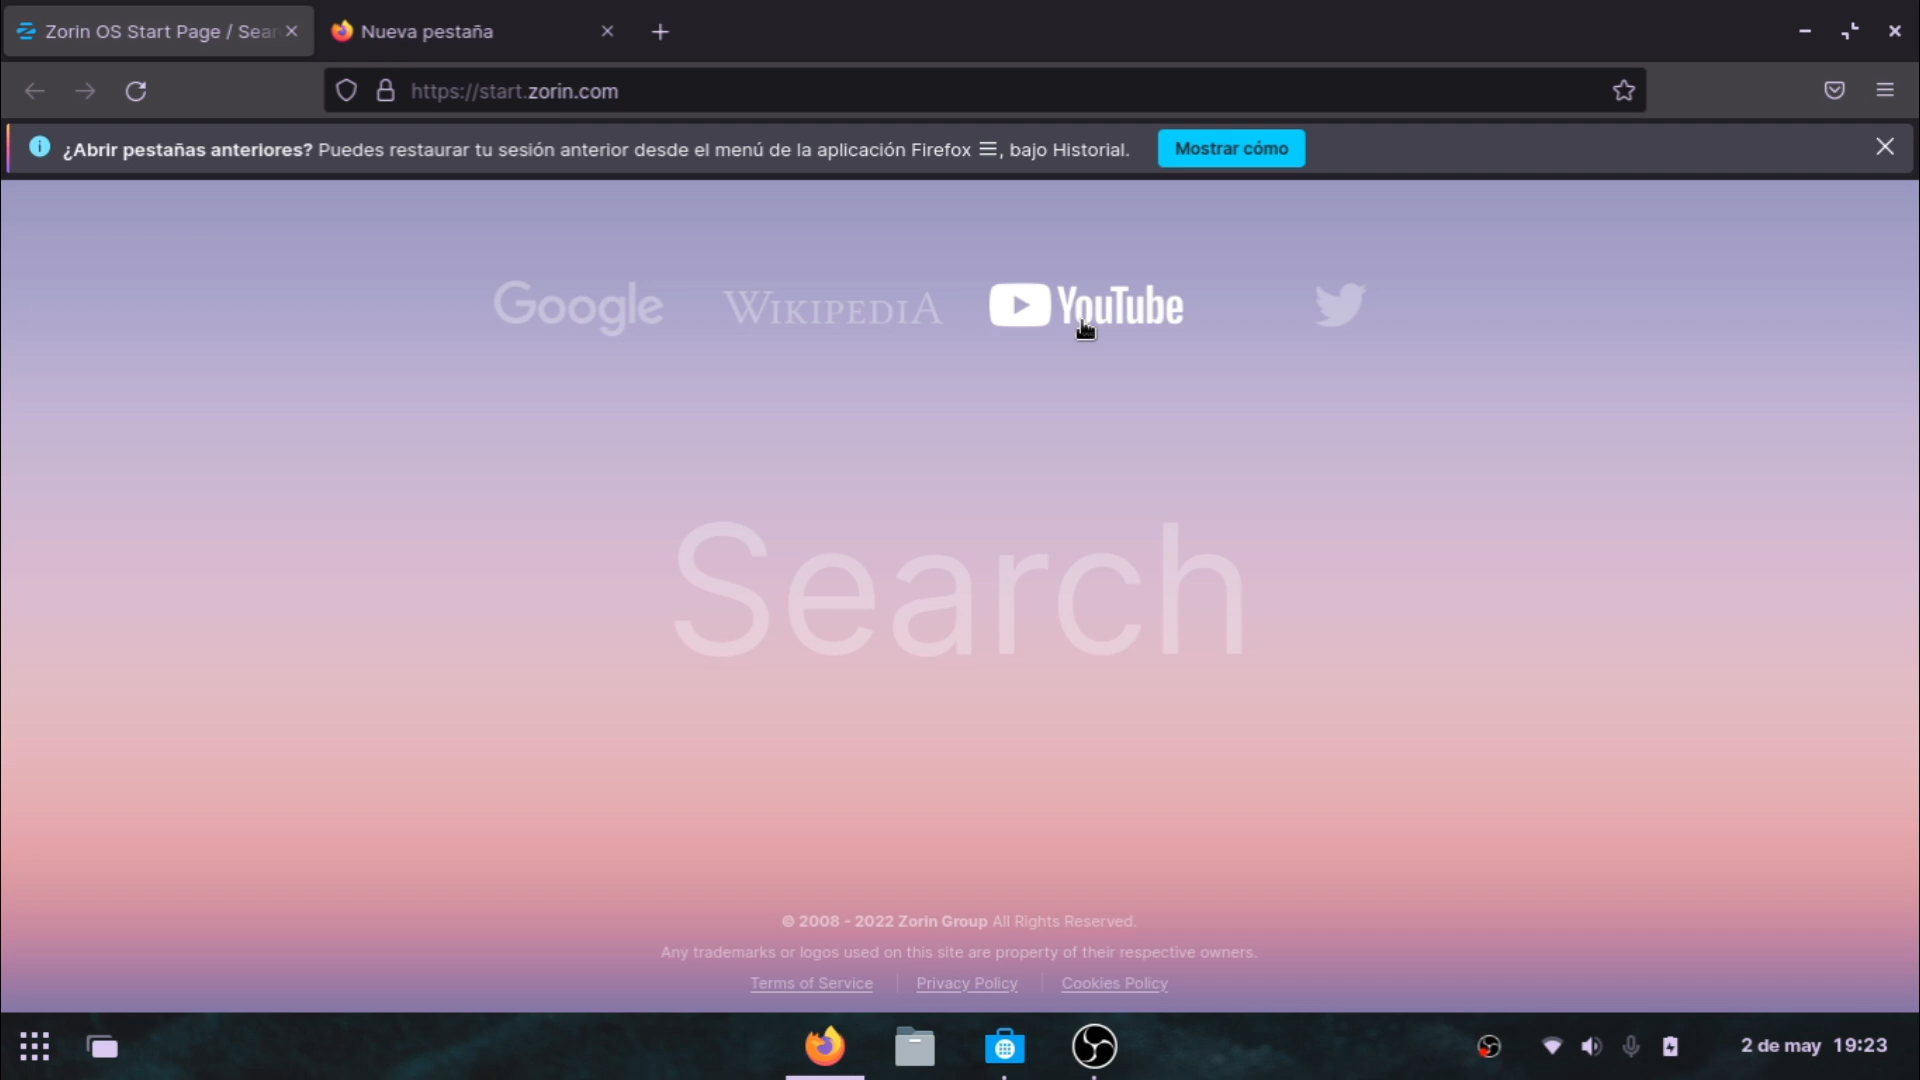 Zorin OS Start Page / Sear
Nueva pestaña
https://start.zorin.com
¿Abrir pestañas anteriores? Puedes restaurar tu sesión anterior desde el menú de la aplicación Firefox ☰, bajo Historial.
Mostrar cómo
Google
WIKIPEDIA
YouTube
Search
© 2008 - 2022 Zorin Group All Rights Reserved.
Any trademarks or logos used on this site are property of their respective owners.
Terms of Service
Privacy Policy
Cookies Policy
2 de may 19:23